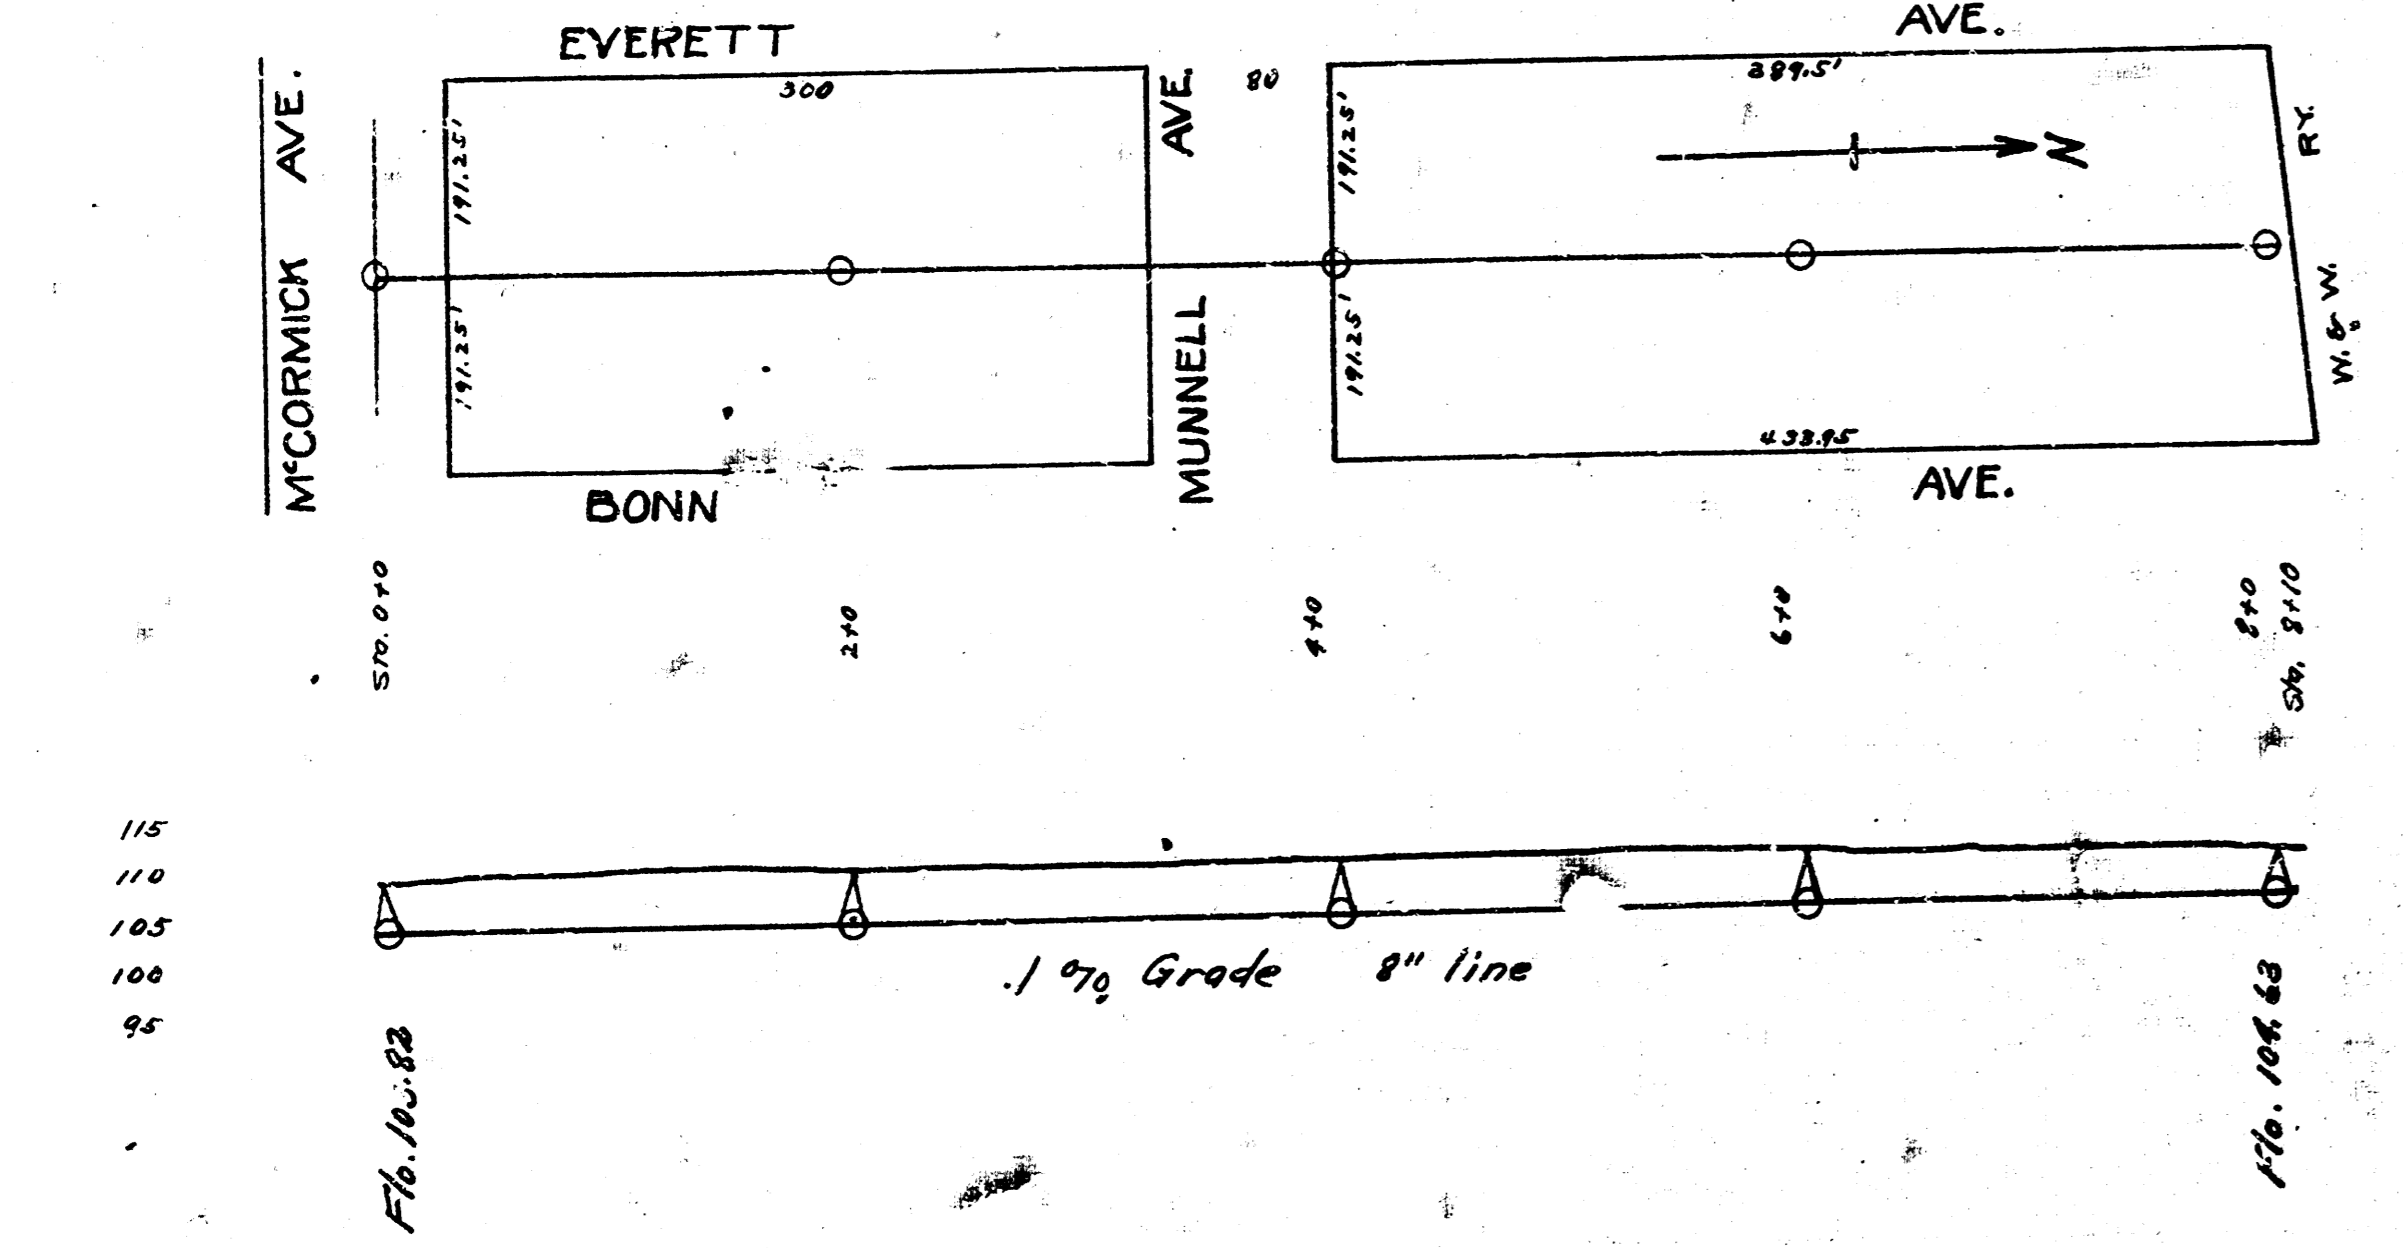 EVERETT AVE.
300
389.5'
McCORMICK AVE.
191.25'
191.25'
MUNNELL AVE.
80
191.25'
191.25'
N
W. & W. RY.
433.95
BONN AVE.
Sta. 0+0
2+0
4+0
6+0
8+0
Sta. 8+10
115
110
105
100
95
.1 % Grade 8" line
Flo.
Flo.